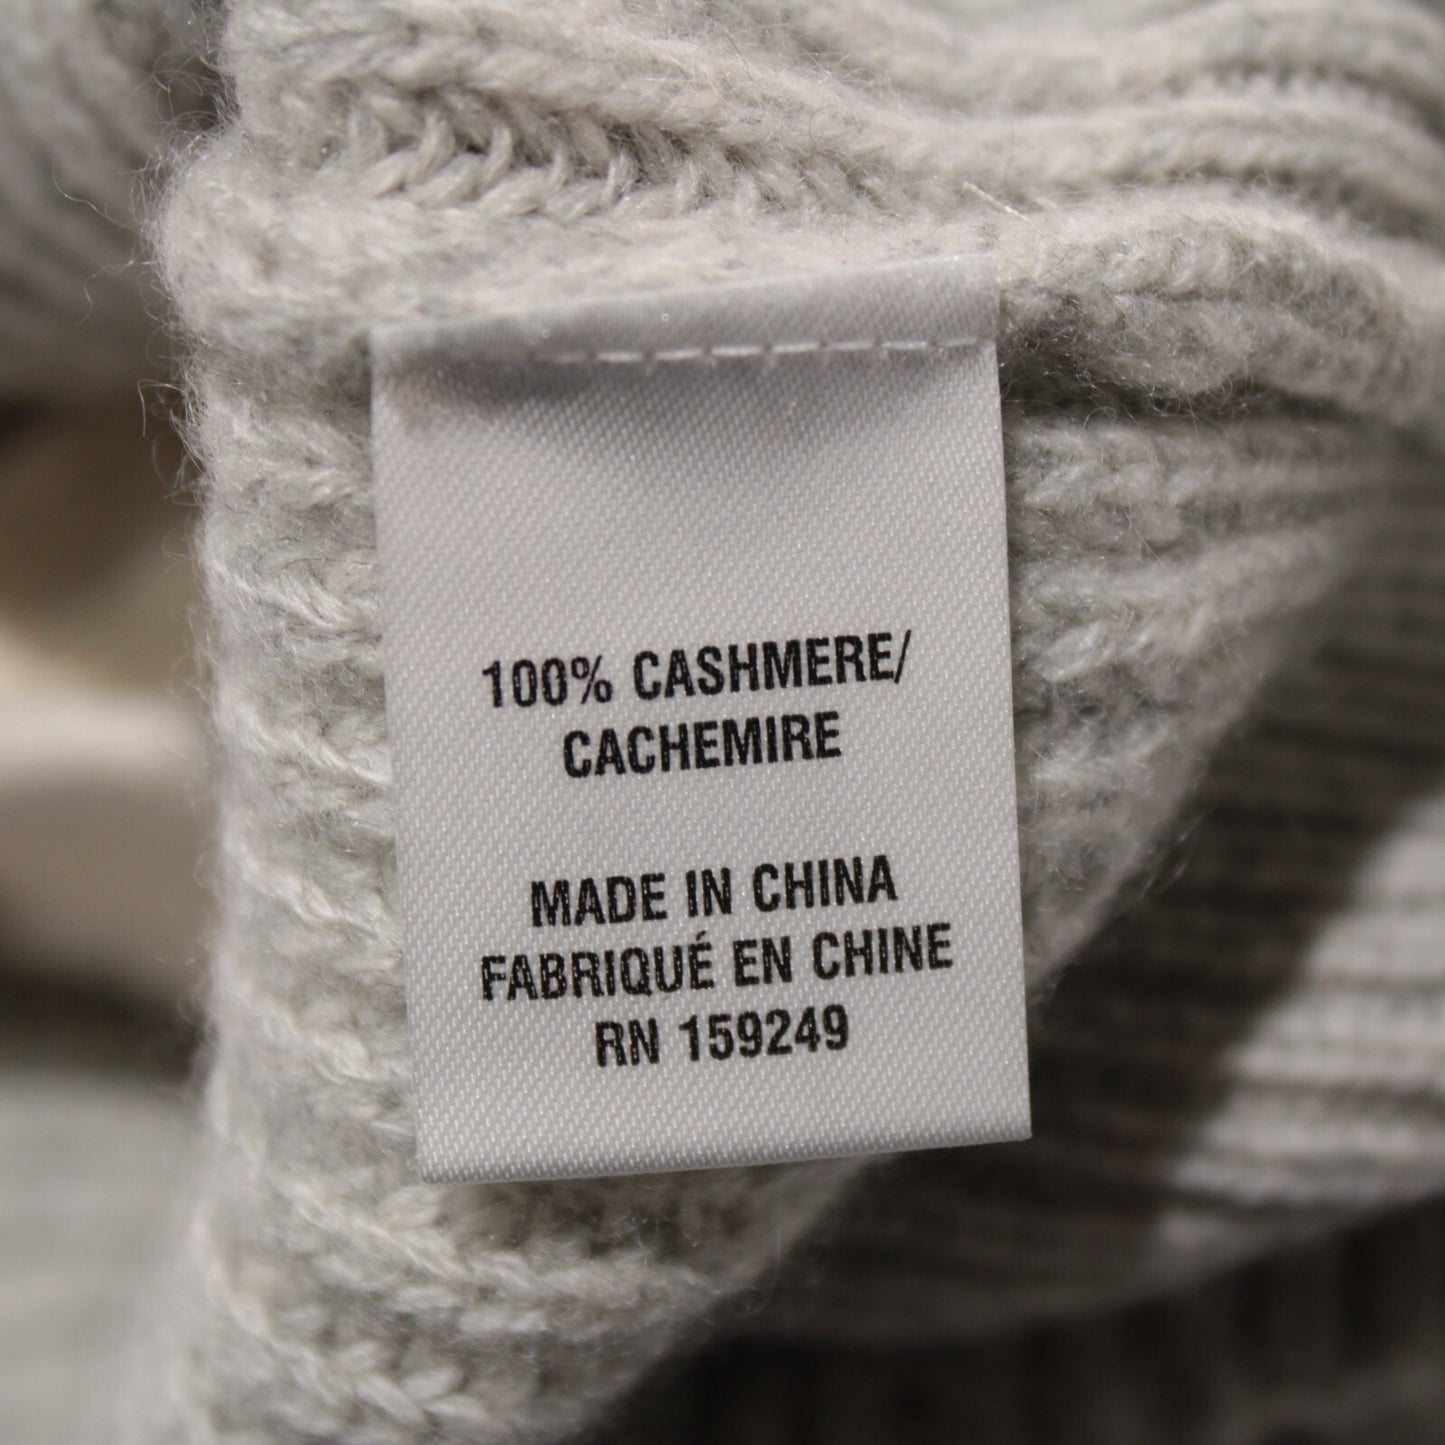 100% CASHMERE/
CACHEMIRE
MADE IN CHINA
FABRIQUÉ EN CHINE
RN 159249